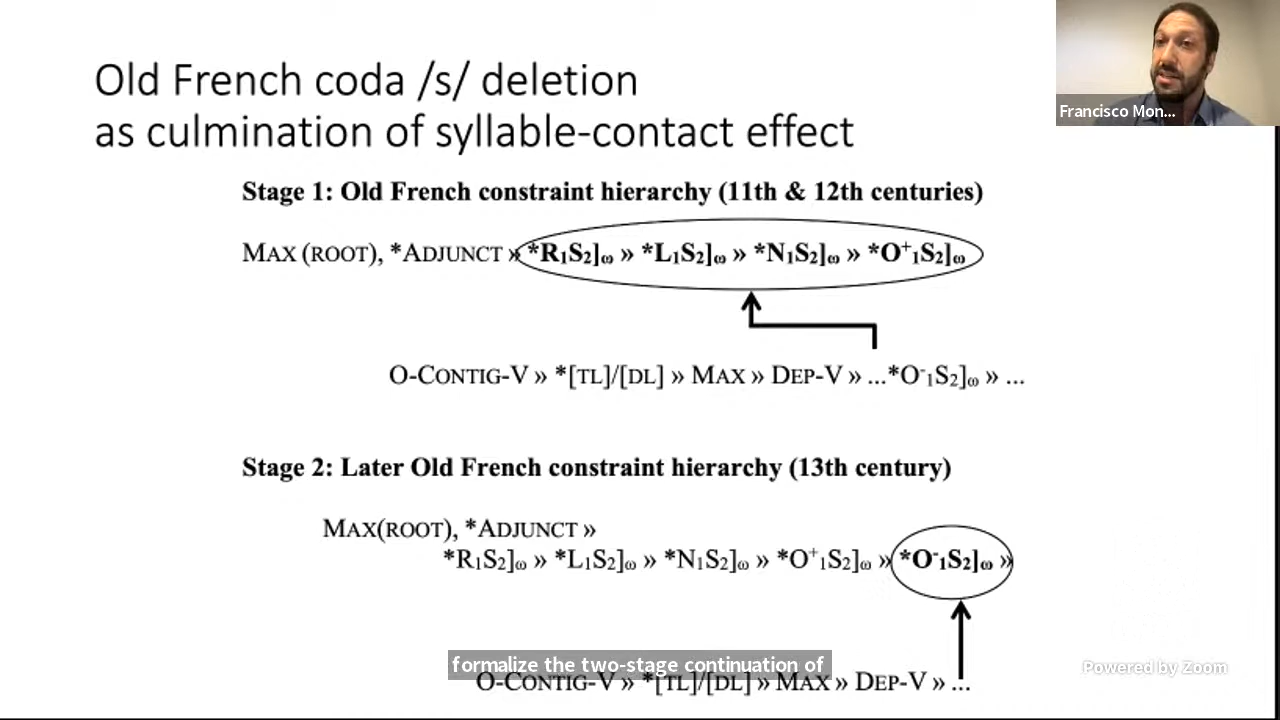 Old French coda /s/ deletion
as culmination of syllable-contact effect
Francisco Mon...
Stage 1: Old French constraint hierarchy (11th & 12th centuries)
MAX (ROOT), *ADJUNCT » *R₁S₂]ω » *L₁S₂]ω » *N₁S₂]ω » *O⁺₁S₂]ω
O-CONTIG-V » *[TL]/[DL] » MAX » DEP-V » ...*O⁻₁S₂]ω » ...
Stage 2: Later Old French constraint hierarchy (13th century)
MAX(ROOT), *ADJUNCT »
*R₁S₂]ω » *L₁S₂]ω » *N₁S₂]ω » *O⁺₁S₂]ω » *O⁻₁S₂]ω »
formalize the two-stage continuation of
Powered by Zoom
O-CONTIG-V » *[TL]/[DL] » MAX » DEP-V » ...